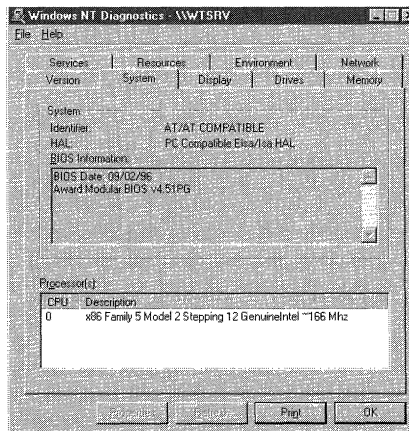 Windows NT Diagnostics - \\WTSRV
File Help
Services Resources Environment Network
Version System Display Drives Memory
System
Identifier: AT/AT COMPATIBLE
HAL: PC Compatible Eisa/Isa HAL
BIOS Information:
BIOS Date: 09/02/96
Award Modular BIOS v4.51PG
Processor(s):
CPU Description
0 x86 Family 5 Model 2 Stepping 12 GenuineIntel ~166 Mhz
Properties Refresh Print OK